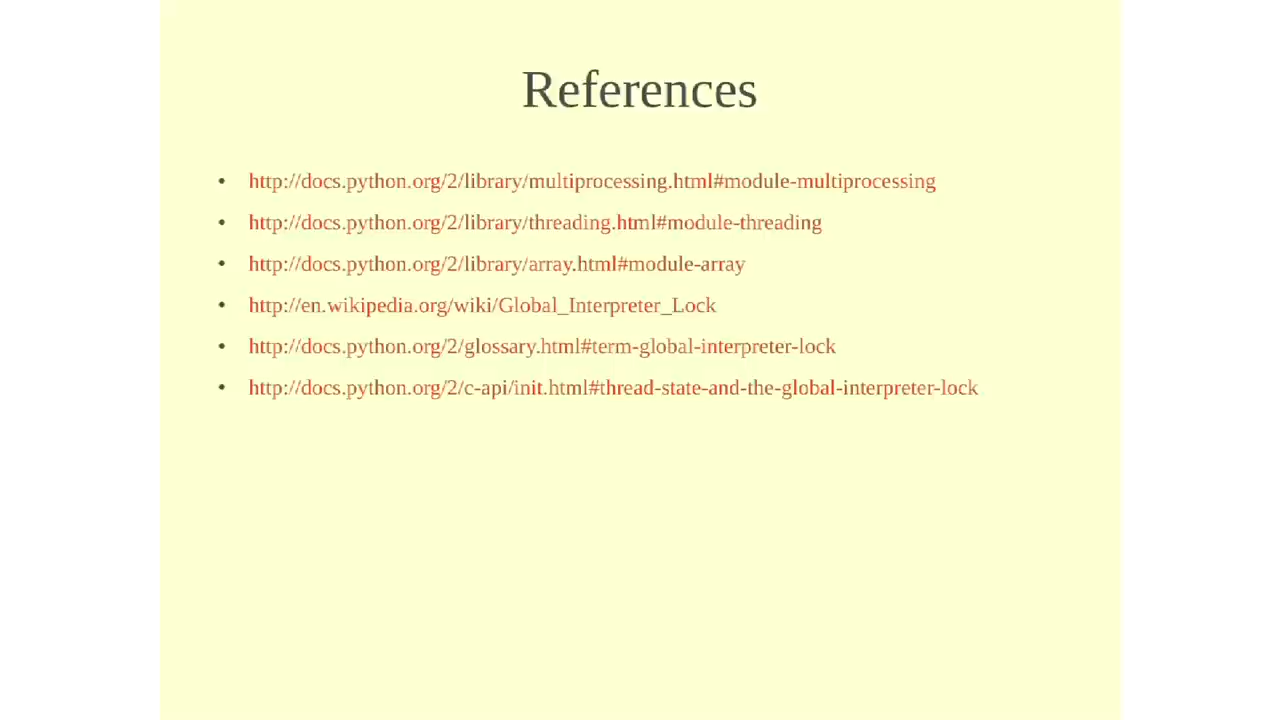 References
• http://docs.python.org/2/library/multiprocessing.html#module-multiprocessing
• http://docs.python.org/2/library/threading.html#module-threading
• http://docs.python.org/2/library/array.html#module-array
• http://en.wikipedia.org/wiki/Global_Interpreter_Lock
• http://docs.python.org/2/glossary.html#term-global-interpreter-lock
• http://docs.python.org/2/c-api/init.html#thread-state-and-the-global-interpreter-lock